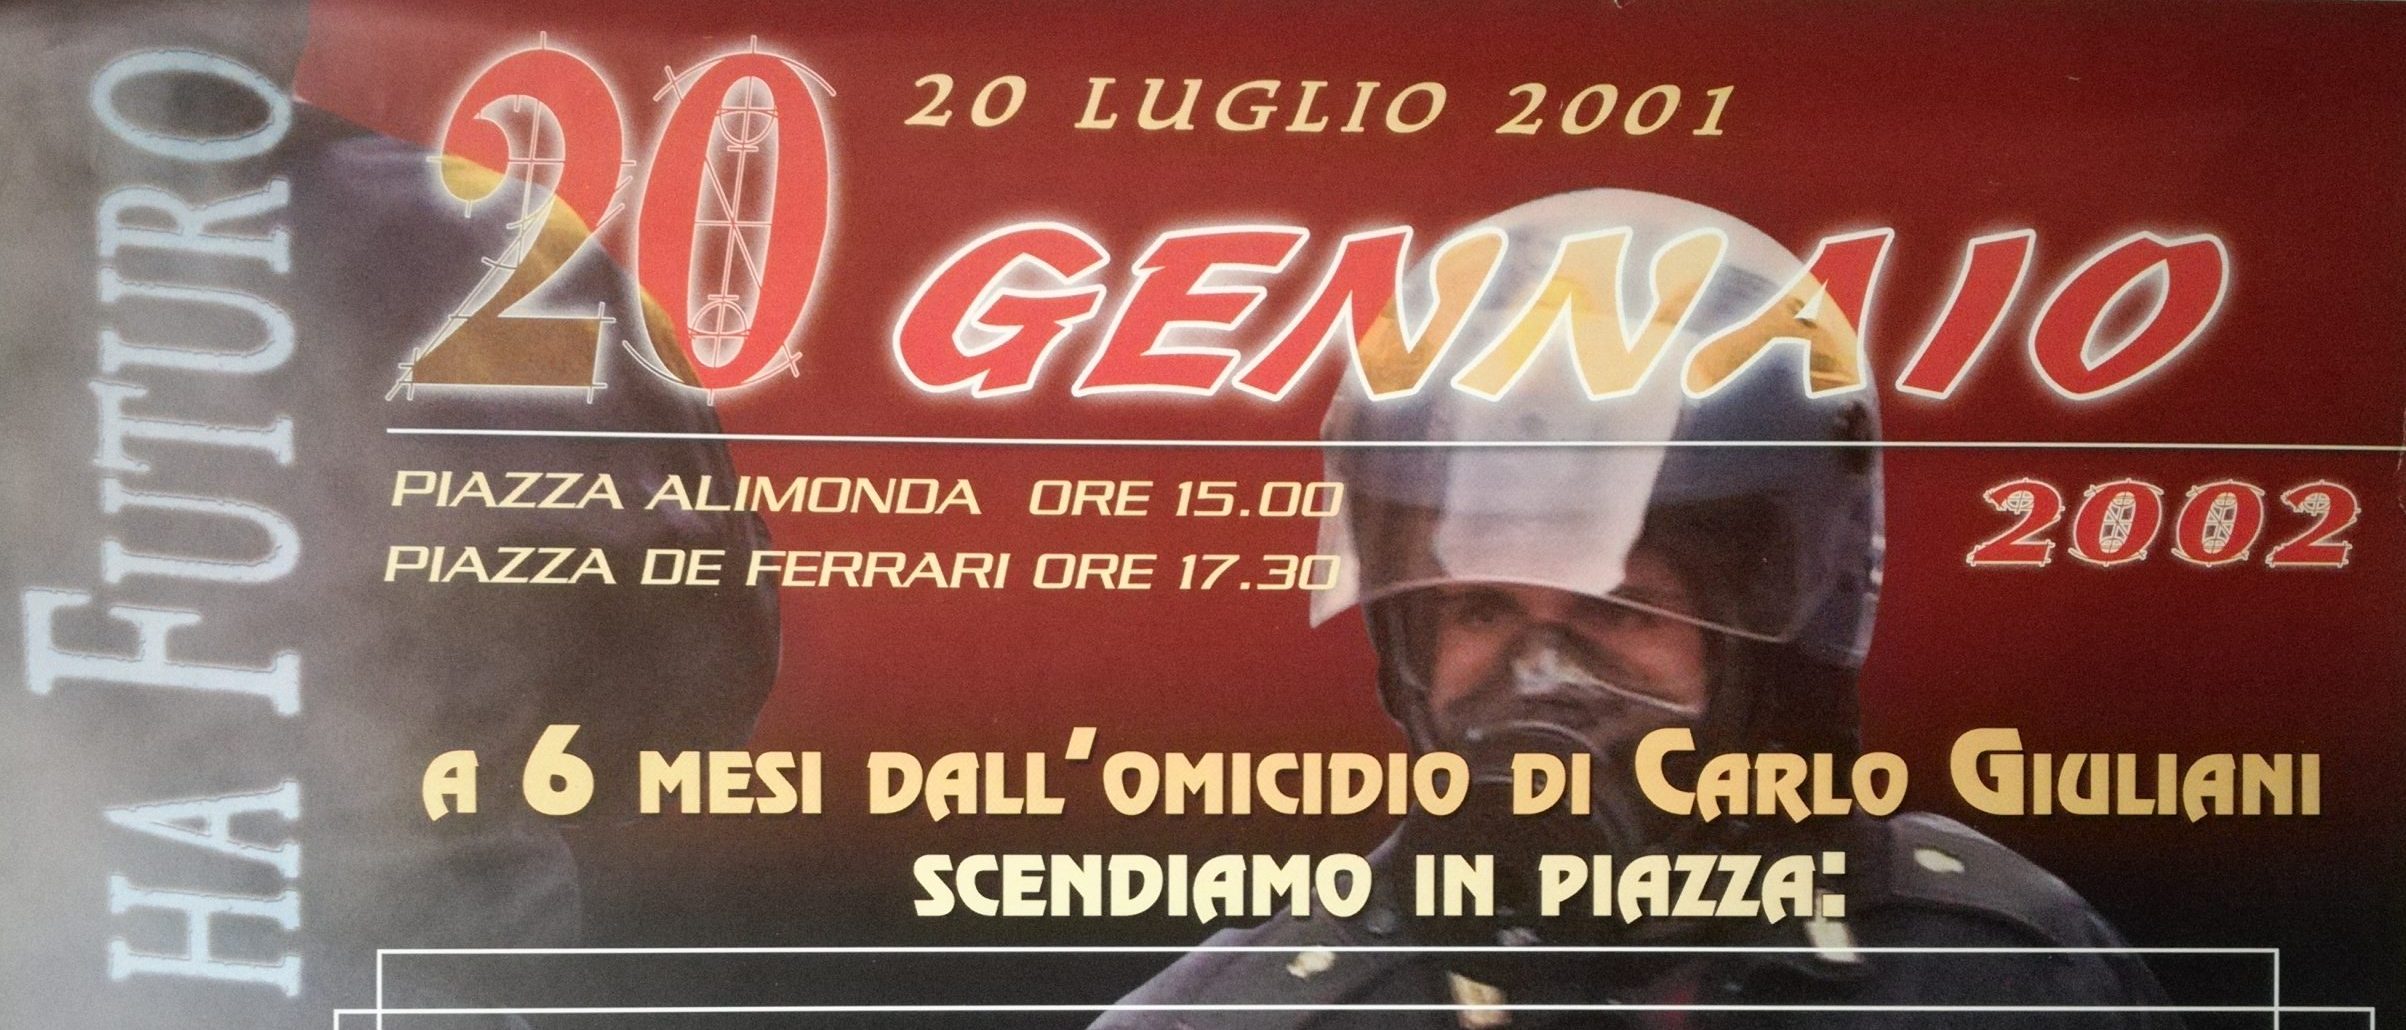 HA FUTURO
20 LUGLIO 2001
20 GENNAIO
2002
PIAZZA ALIMONDA ORE 15.00
PIAZZA DE FERRARI ORE 17.30
A 6 MESI DALL'OMICIDIO DI CARLO GIULIANI
SCENDIAMO IN PIAZZA: